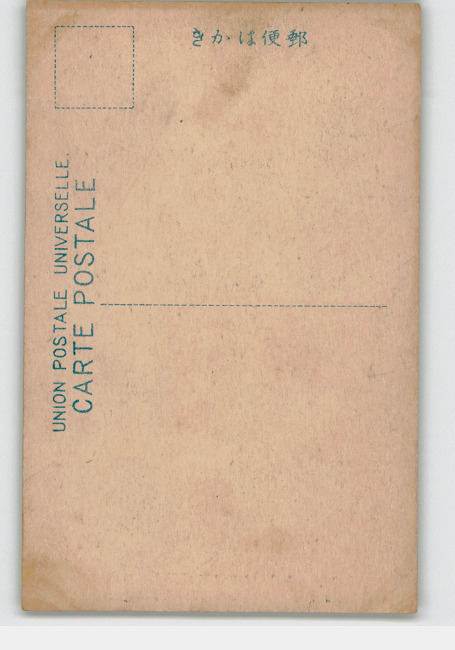 郵便はかき
UNION POSTALE UNIVERSELLE.
CARTE POSTALE